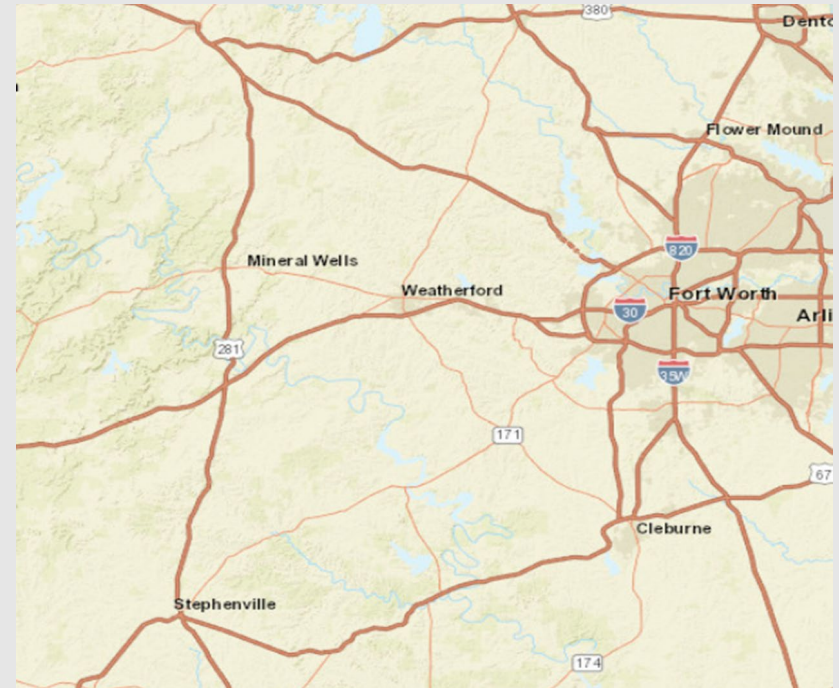 380
Dento
Flower Mound
820
Mineral Wells
Weatherford
Fort Worth
30
Arli
281
35W
171
67
Cleburne
Stephenville
174